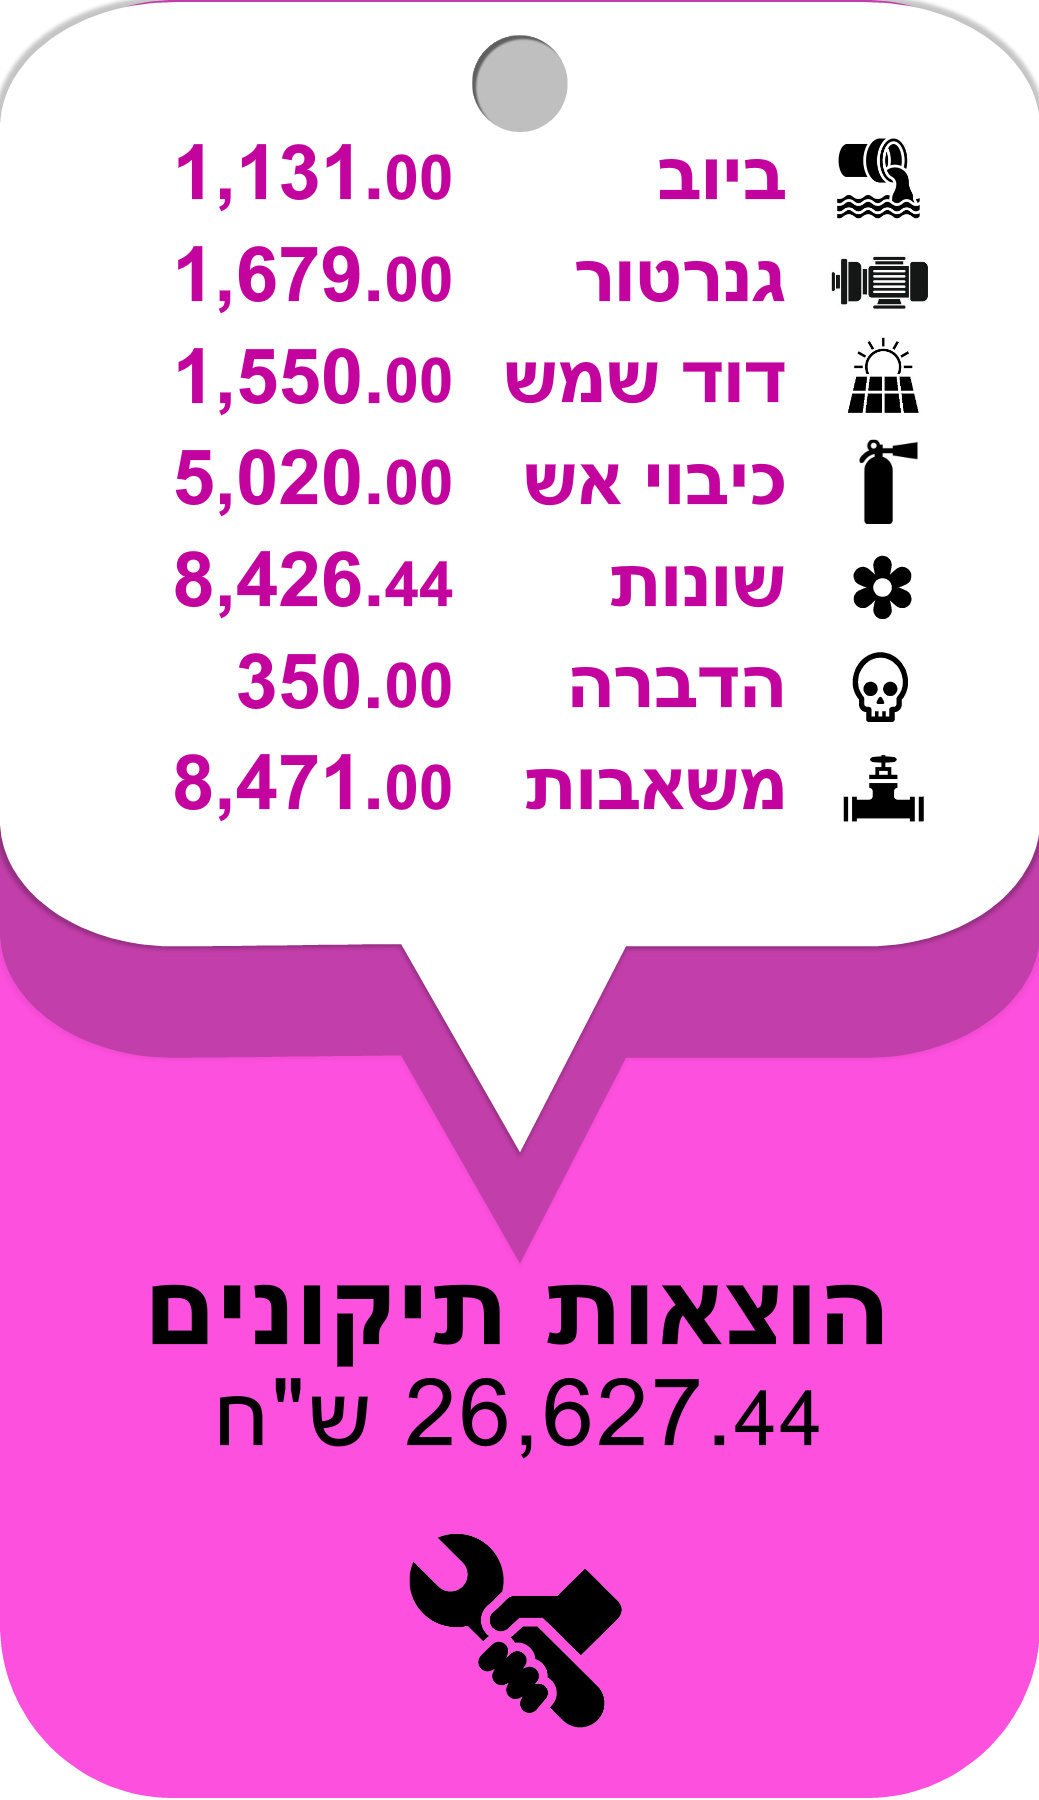 ביוב 1,131.00
גנרטור 1,679.00
דוד שמש 1,550.00
כיבוי אש 5,020.00
שונות 8,426.44
הדברה 350.00
משאבות 8,471.00
הוצאות תיקונים
26,627.44 ש"ח